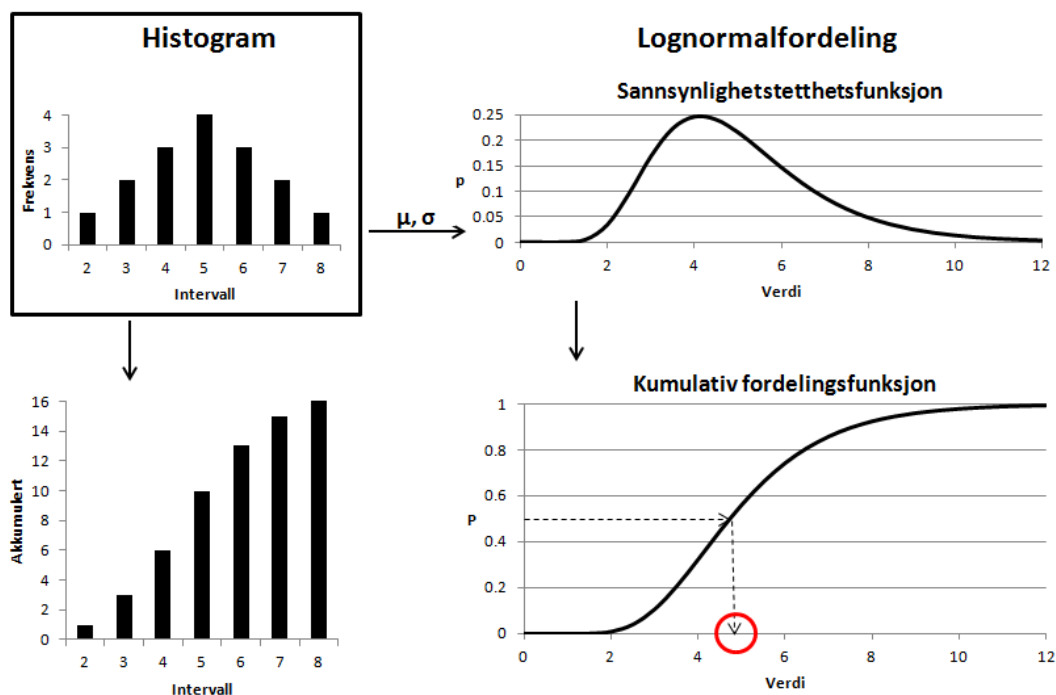 Histogram
Frekvens
4
3
2
1
0
2 3 4 5 6 7 8
Intervall
μ, σ
Lognormalfordeling
Sannsynlighetstetthetsfunksjon
p
0.25
0.2
0.15
0.1
0.05
0
0 2 4 6 8 10 12
Verdi
Akkumulert
16
14
12
10
8
6
4
2
0
2 3 4 5 6 7 8
Intervall
Kumulativ fordelingsfunksjon
P
1
0.8
0.6
0.4
0.2
0
0 2 4 6 8 10 12
Verdi